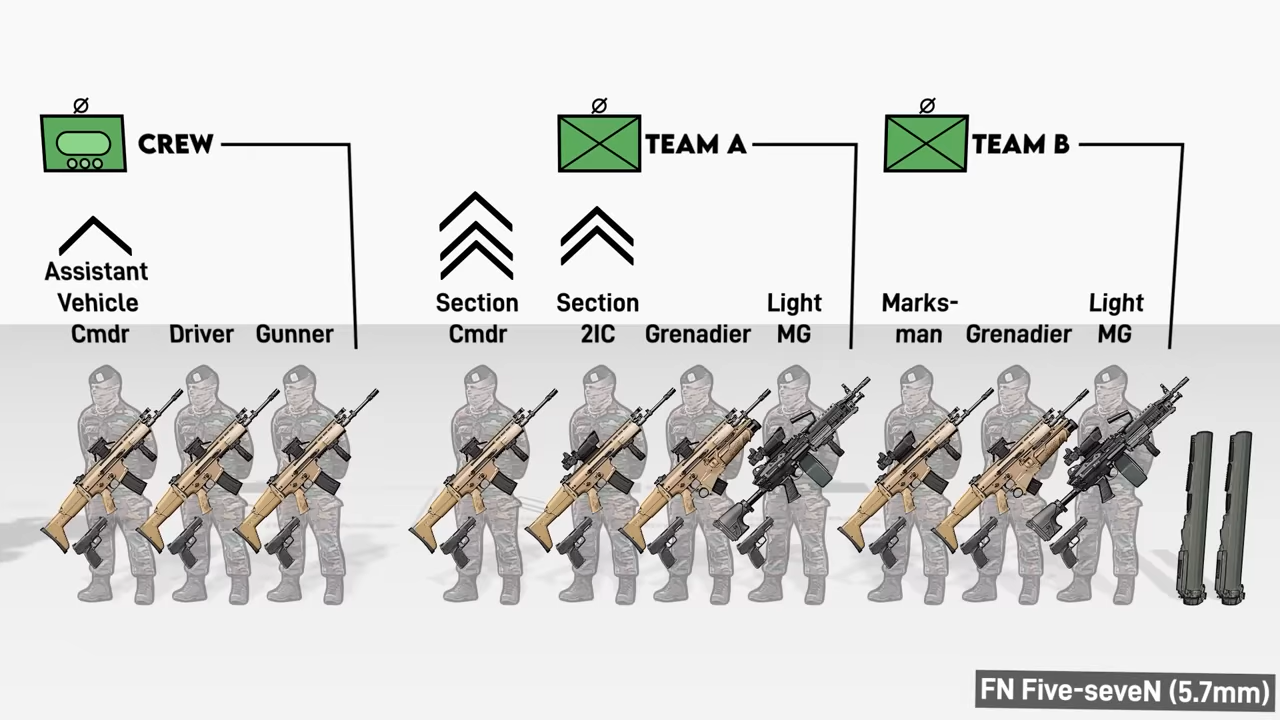 CREW
TEAM A
TEAM B
Assistant
Vehicle
Cmdr
Driver
Gunner
Section
Cmdr
Section
2IC
Grenadier
Light
MG
Marks-
man
Grenadier
Light
MG
FN Five-seveN (5.7mm)